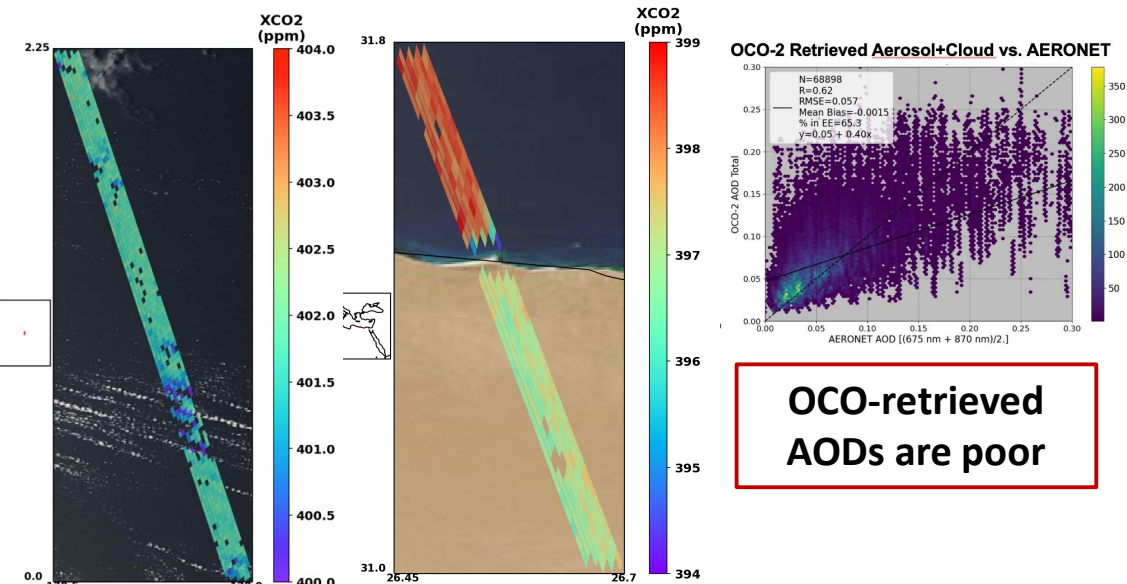 XCO2
(ppm)
2.25
404.0
403.5
403.0
402.5
402.0
401.5
401.0
400.5
400.0
0.0
XCO2
(ppm)
31.8
399
398
397
396
395
394
31.0
26.45
26.7
OCO-2 Retrieved Aerosol+Cloud vs. AERONET
N=68898
R=0.62
RMSE=0.057
Mean Bias=-0.0015
% in EE=65.3
y=0.05 + 0.40x
0.30
0.25
0.20
0.15
0.10
0.05
0.00
OCO-2 AOD Total
0.00 0.05 0.10 0.15 0.20 0.25 0.30
AERONET AOD [(675 nm + 870 nm)/2.]
350
300
250
200
150
100
50
OCO-retrieved
AODs are poor